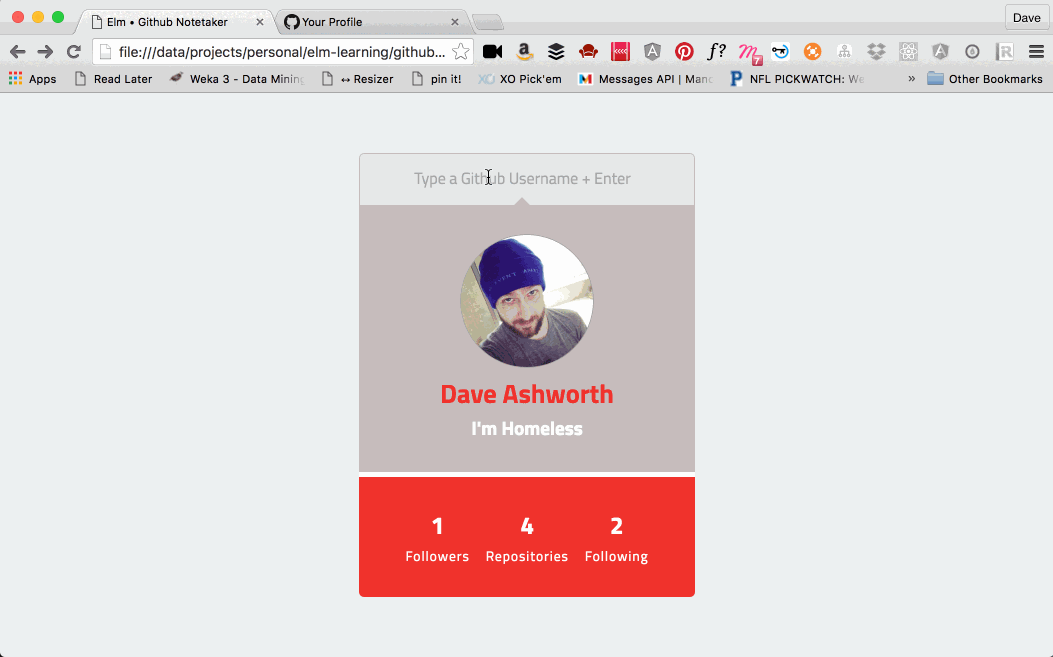 Elm • Github Notetaker
Your Profile
Dave
file:///data/projects/personal/elm-learning/github...
f?
7
Apps
Read Later
Weka 3 - Data Mining
↔ Resizer
pin it!
XO Pick'em
Messages API | Man
NFL PICKWATCH: We
»
Other Bookmarks
Type a Github Username + Enter
Dave Ashworth
I'm Homeless
1 4 2
Followers Repositories Following